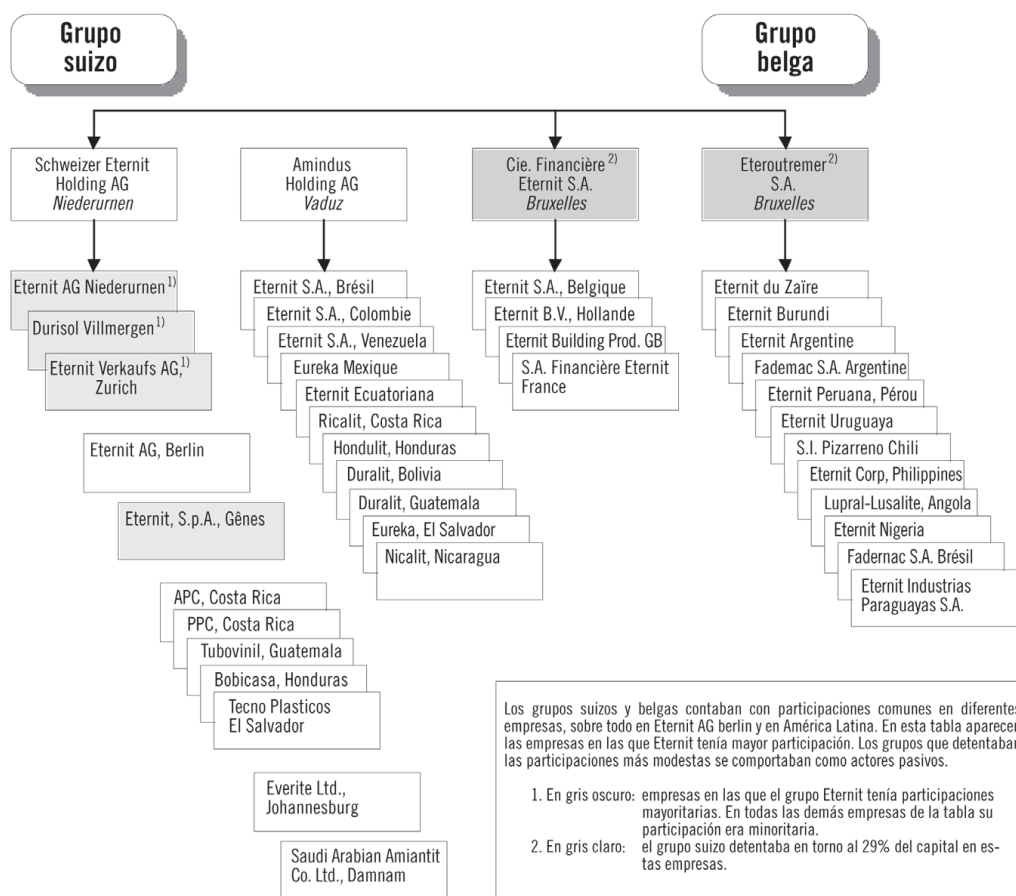 Grupo
suizo
Grupo
belga
Schweizer Eternit
Holding AG
Niederurnen
Amindus
Holding AG
Vaduz
Cie. Financière 2)
Eternit S.A.
Bruxelles
Eteroutremer 2)
S.A.
Bruxelles
Eternit AG Niederurnen 1)
Durisol Villmergen 1)
Eternit Verkaufs AG, 1)
Zurich
Eternit AG, Berlin
Eternit, S.p.A., Gênes
APC, Costa Rica
PPC, Costa Rica
Tubovinil, Guatemala
Bobicasa, Honduras
Tecno Plasticos
El Salvador
Everite Ltd.,
Johannesburg
Saudi Arabian Amiantit
Co. Ltd., Damnam
Eternit S.A., Brésil
Eternit S.A., Colombie
Eternit S.A., Venezuela
Eureka Mexique
Eternit Ecuatoriana
Ricalit, Costa Rica
Hondulit, Honduras
Duralit, Bolivia
Duralit, Guatemala
Eureka, El Salvador
Nicalit, Nicaragua
Eternit S.A., Belgique
Eternit B.V., Hollande
Eternit Building Prod. GB
S.A. Financière Eternit
France
Eternit du Zaïre
Eternit Burundi
Eternit Argentine
Fademac S.A. Argentine
Eternit Peruana, Pérou
Eternit Uruguaya
S.I. Pizarreno Chili
Eternit Corp, Philippines
Lupral-Lusalite, Angola
Eternit Nigeria
Fadernac S.A. Brésil
Eternit Industrias
Paraguayas S.A.
Los grupos suizos y belgas contaban con participaciones comunes en diferentes
empresas, sobre todo en Eternit AG berlin y en América Latina. En esta tabla aparecen
las empresas en las que Eternit tenía mayor participación. Los grupos que detentaban
las participaciones más modestas se comportaban como actores pasivos.
1. En gris oscuro: empresas en las que el grupo Eternit tenía participaciones
mayoritarias. En todas las demás empresas de la tabla su
participación era minoritaria.
2. En gris claro: el grupo suizo detentaba en torno al 29% del capital en es-
tas empresas.